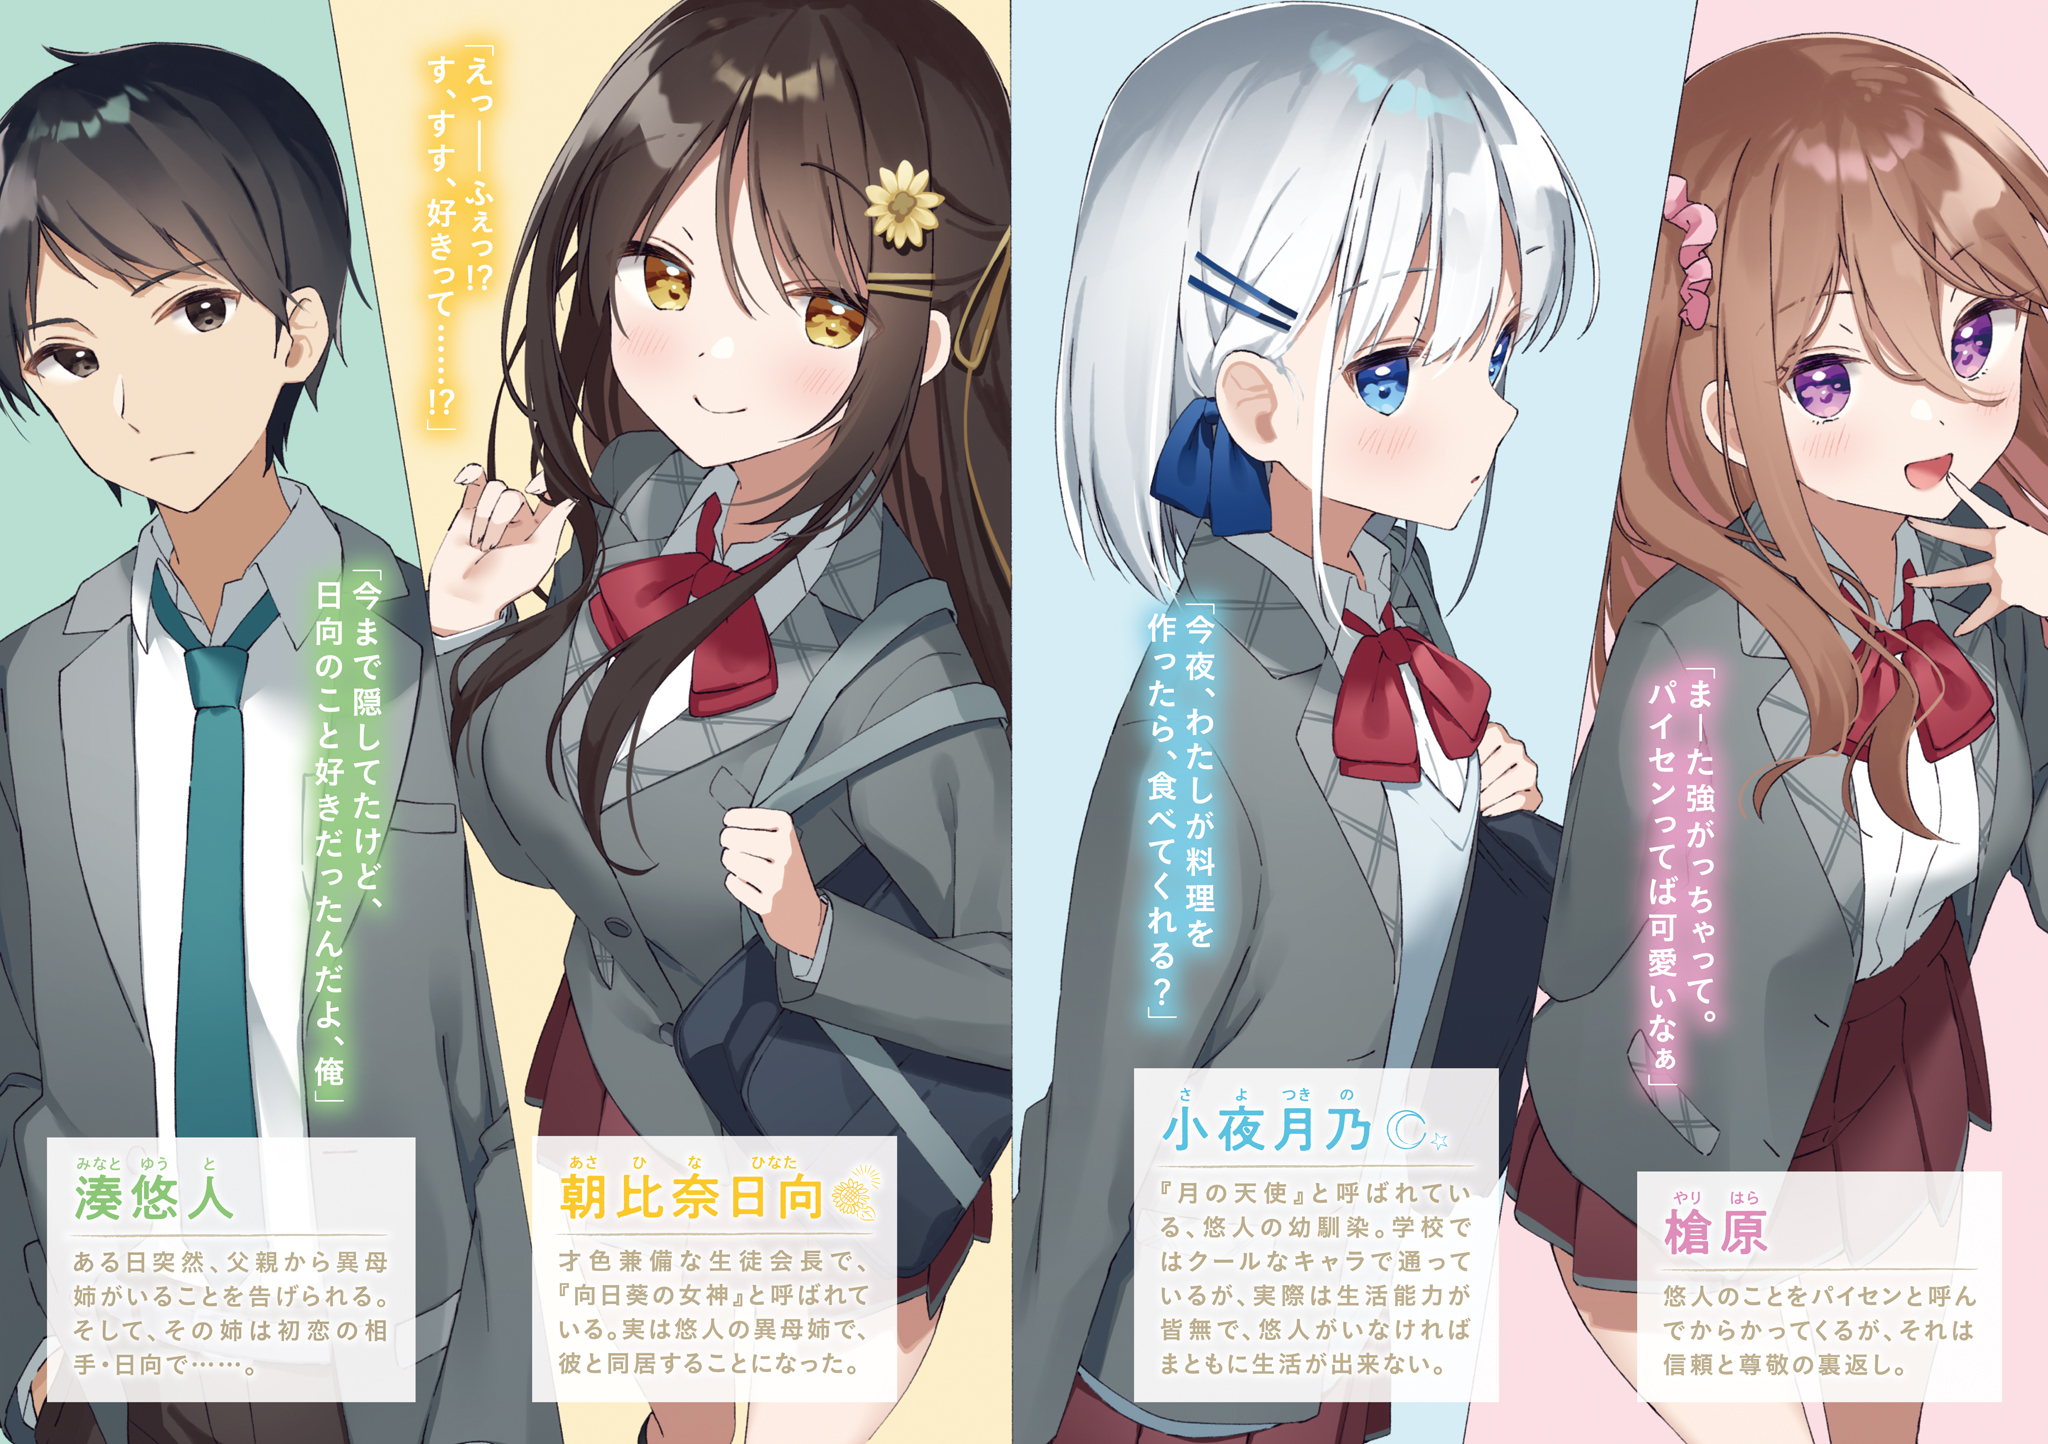 「今まで隠してたけど、
日向のこと好きだったんだよ、俺」
みなと ゆう と
湊悠人
ある日突然、父親から異母
姉がいることを告げられる。
そして、その姉は初恋の相
手・日向で……。
「えっ――ふぇっ!?
す、すす、好きって……!?」
あさ ひ な ひなた
朝比奈日向
才色兼備な生徒会長で、
『向日葵の女神』と呼ばれて
いる。実は悠人の異母姉で、
彼と同居することになった。
「今夜、わたしが料理を
作ったら、食べてくれる？」
さ よ つき の
小夜月乃
『月の天使』と呼ばれてい
る、悠人の幼馴染。学校で
はクールなキャラで通って
いるが、実際は生活能力が
皆無で、悠人がいなければ
まともに生活が出来ない。
「まーた強がっちゃって。
パイセンってば可愛いなぁ」
やり はら
槍原
悠人のことをパイセンと呼ん
でからかってくるが、それは
信頼と尊敬の裏返し。